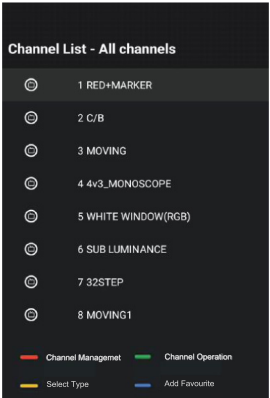 Channel List - All channels
1 RED+MARKER
2 C/B
3 MOVING
4 4v3_MONOSCOPE
5 WHITE WINDOW(RGB)
6 SUB LUMINANCE
7 32STEP
8 MOVING1
Channel Managemet Channel Operation
Select Type Add Favourite